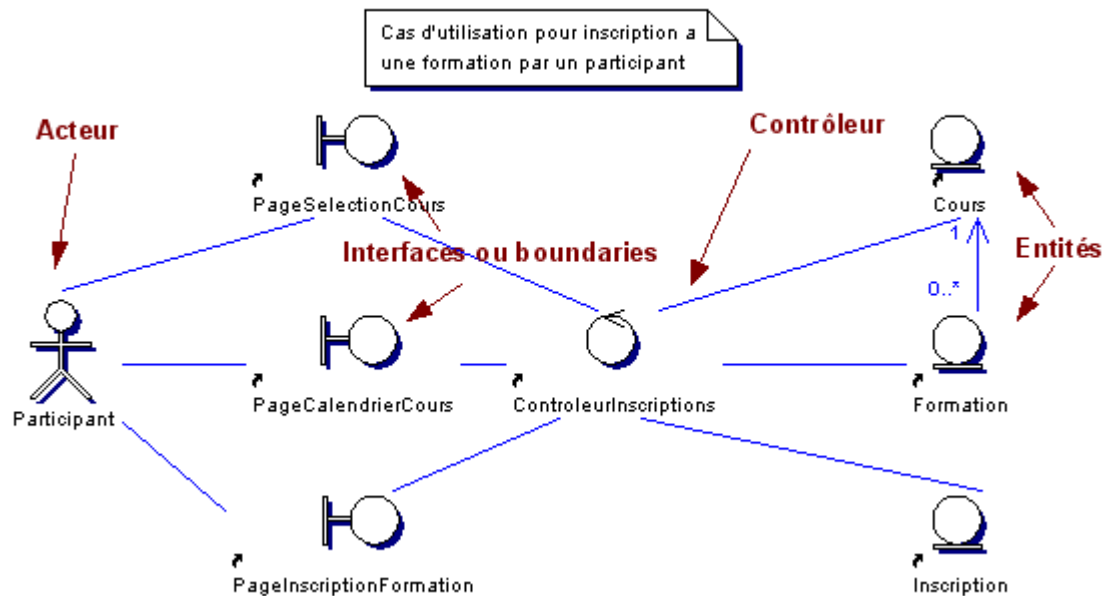 Cas d'utilisation pour inscription a
une formation par un participant
Acteur
Contrôleur
PageSelectionCours
Cours
Interfaces ou boundaries
1
Entités
0..*
Participant
PageCalendrierCours
ControleurInscriptions
Formation
PageInscriptionFormation
Inscription